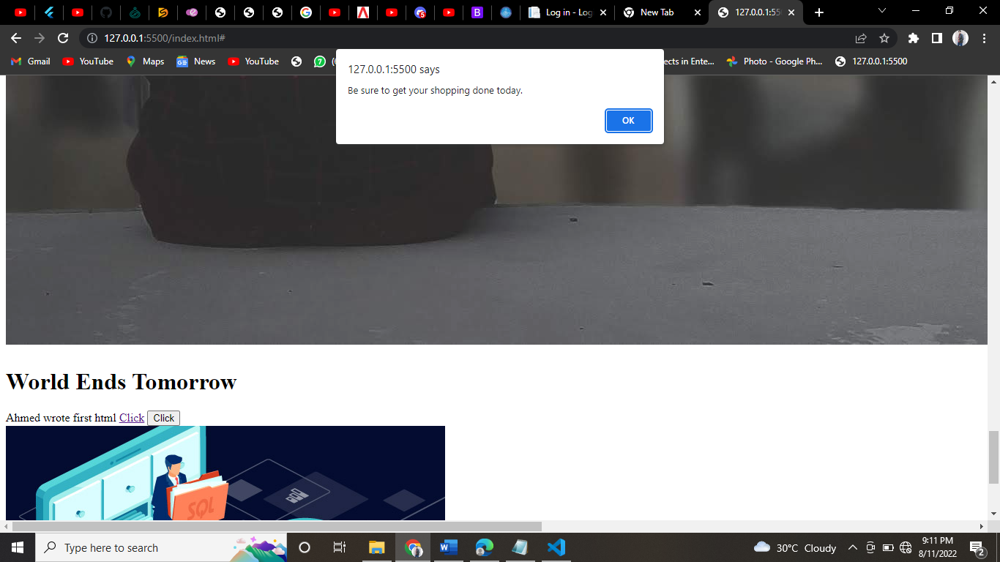 Log in - Log
New Tab
127.0.0.1:550
127.0.0.1:5500/index.html#
Gmail
YouTube
Maps
News
YouTube
7
ects in Ente...
Photo - Google Ph...
127.0.0.1:5500
127.0.0.1:5500 says
Be sure to get your shopping done today.
OK
World Ends Tomorrow
Ahmed wrote first html Click Click
SQL
Type here to search
30°C Cloudy
9:11 PM
8/11/2022
2